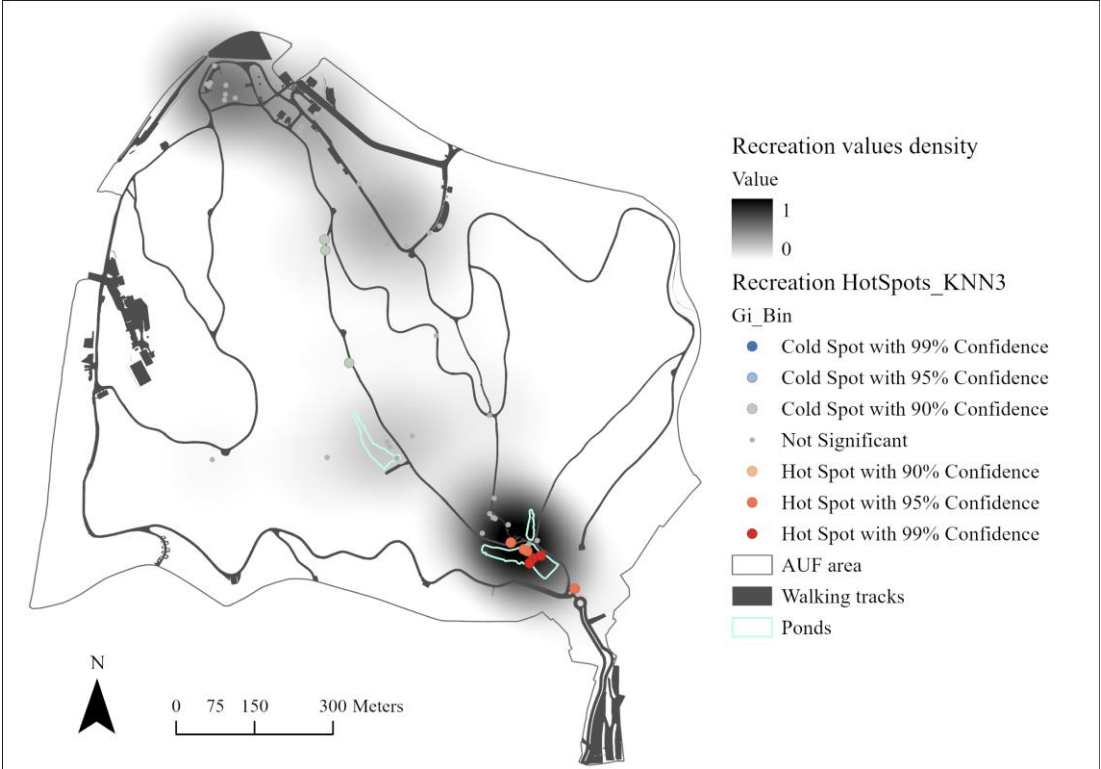 Recreation values density
Value
1
0
Recreation HotSpots_KNN3
Gi_Bin
Cold Spot with 99% Confidence
Cold Spot with 95% Confidence
Cold Spot with 90% Confidence
Not Significant
Hot Spot with 90% Confidence
Hot Spot with 95% Confidence
Hot Spot with 99% Confidence
AUF area
Walking tracks
Ponds
N
0 75 150 300 Meters